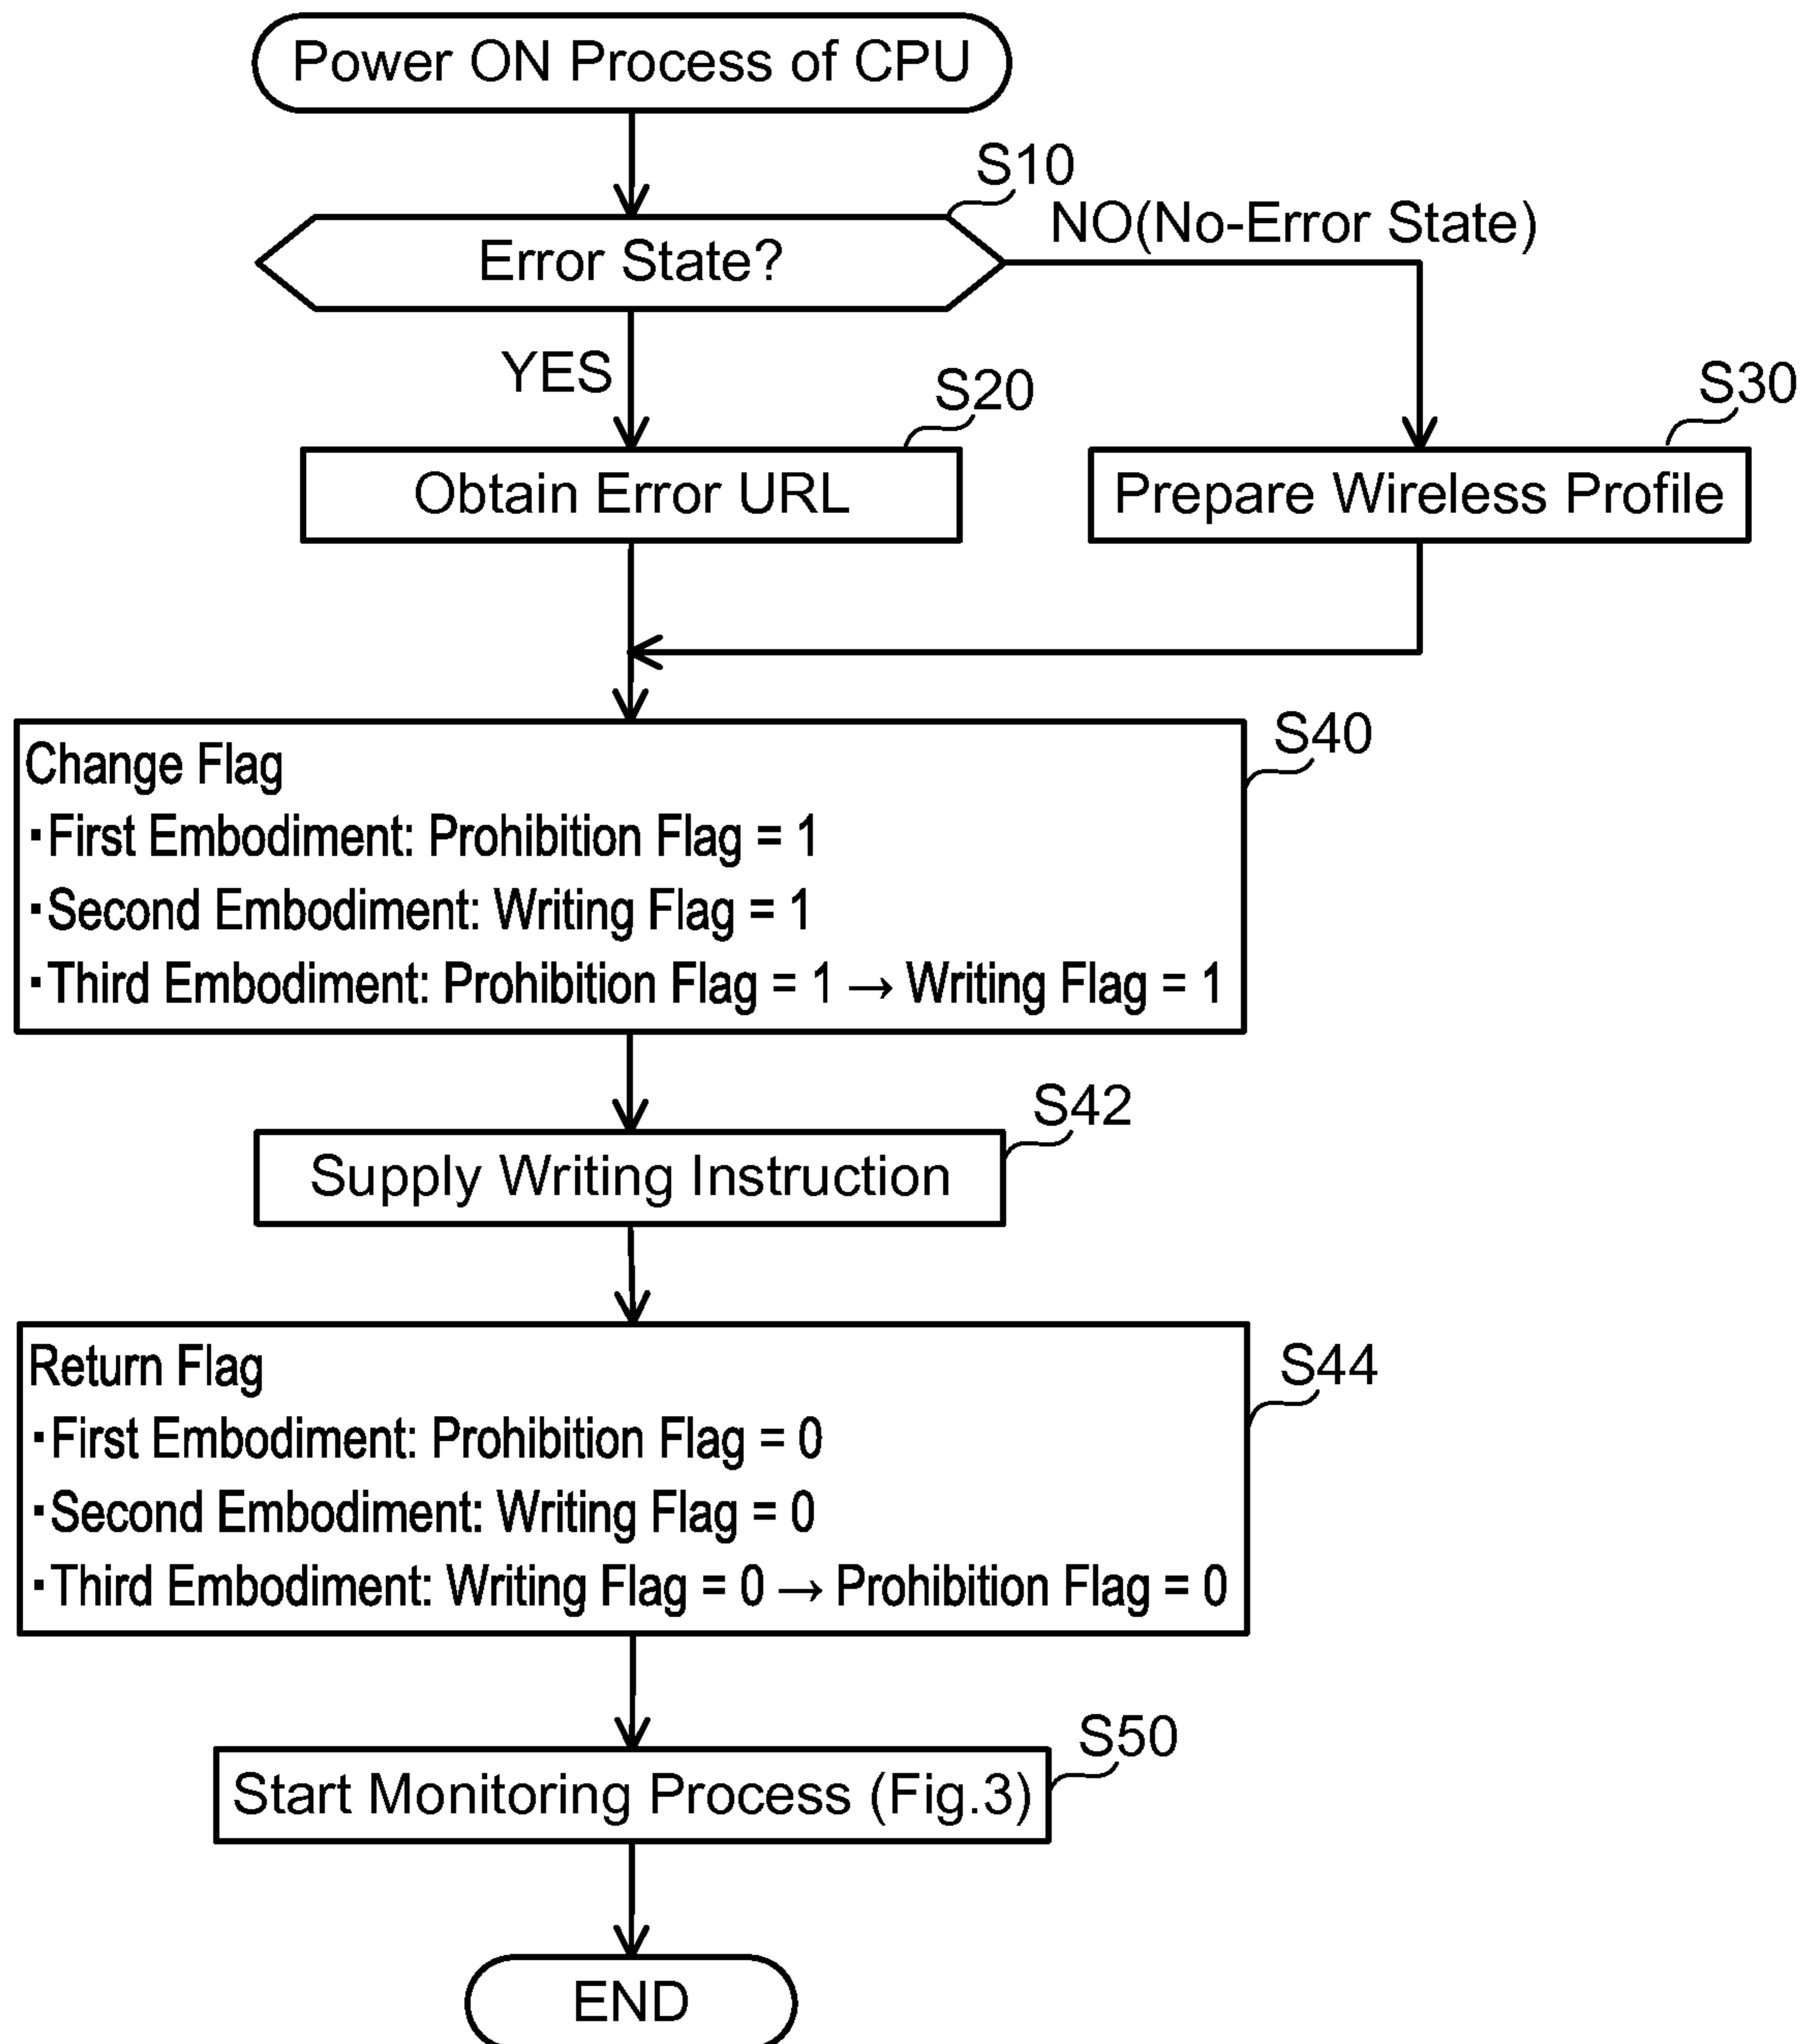 Power ON Process of CPU
S10
Error State?
NO(No-Error State)
YES
S20
Obtain Error URL
S30
Prepare Wireless Profile
S40
Change Flag
･First Embodiment: Prohibition Flag = 1
･Second Embodiment: Writing Flag = 1
･Third Embodiment: Prohibition Flag = 1 → Writing Flag = 1
S42
Supply Writing Instruction
S44
Return Flag
･First Embodiment: Prohibition Flag = 0
･Second Embodiment: Writing Flag = 0
･Third Embodiment: Writing Flag = 0 → Prohibition Flag = 0
S50
Start Monitoring Process (Fig.3)
END